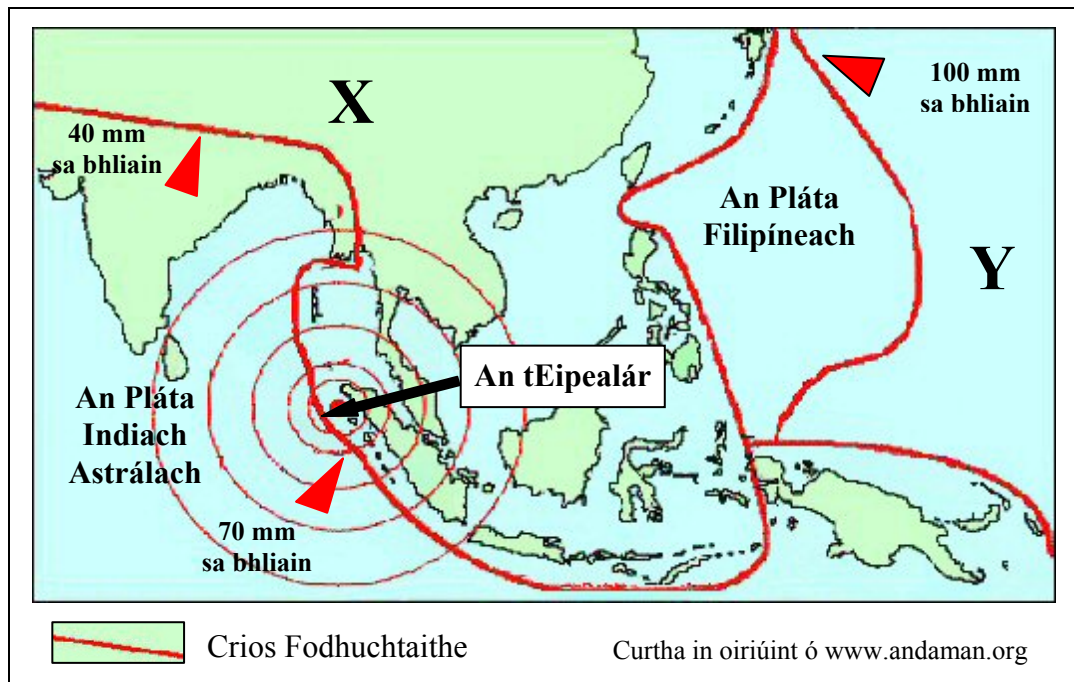 X
100 mm
sa bhliain
40 mm
sa bhliain
An Pláta
Filipíneach
Y
An tEipealár
An Pláta
Indiach
Astrálach
70 mm
sa bhliain
Crios Fodhuchtaithe
Curtha in oiriúint ó www.andaman.org